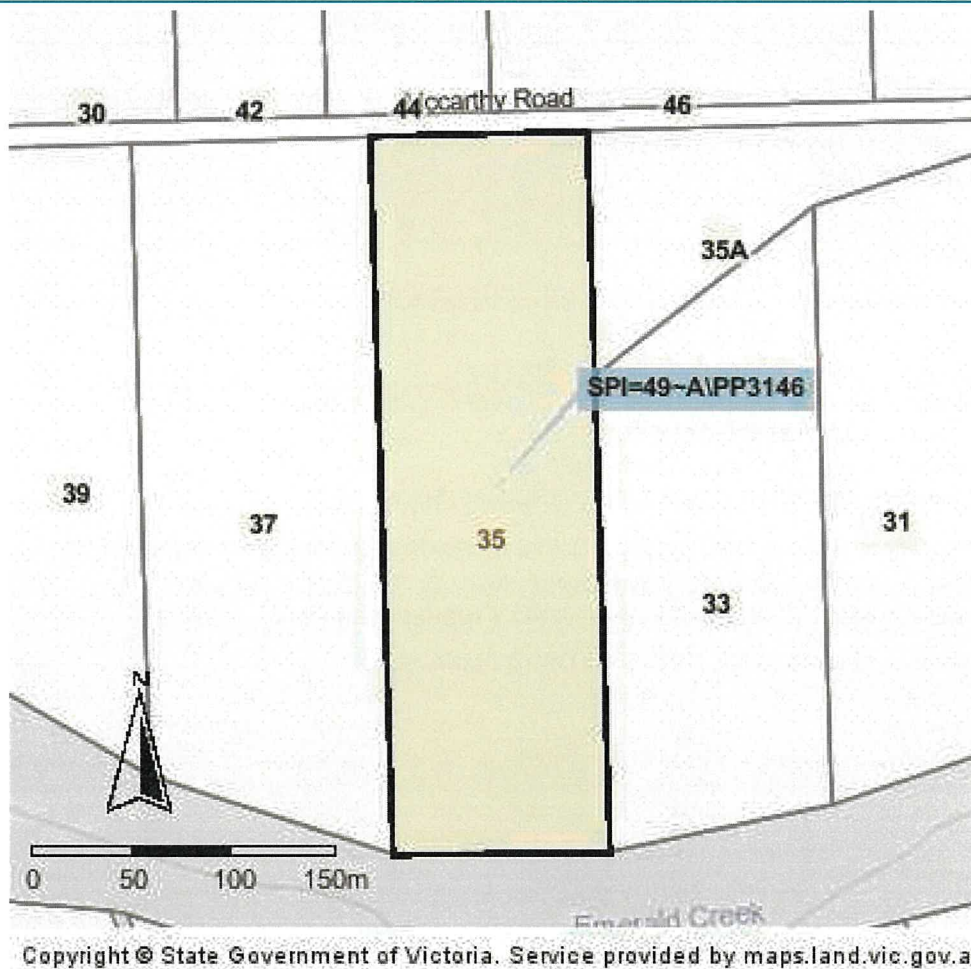 30 42 44 Mccarthy Road 46
35A
SPI=49~A\PP3146
39
37
35
31
33
N
0 50 100 150m
Emerald Creek
Copyright © State Government of Victoria. Service provided by maps.land.vic.gov.a